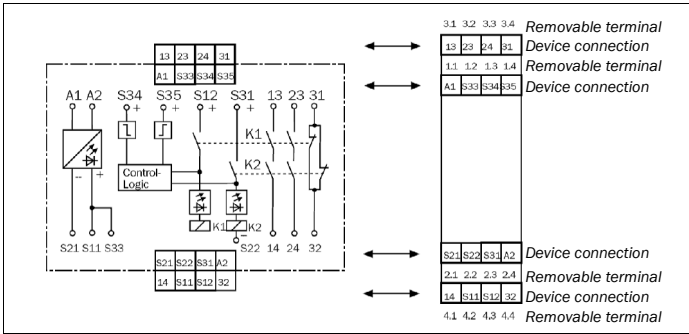 13 23 24 31
A1 S33 S34 S35
A1 A2 S34 S35 S12 S31 13 23 31
+ + + +
K1
K2
Control-
Logic
- +
K1 K2
-
S21 S11 S33 S22 14 24 32
S21 S22 S31 A2
14 S11 S12 32
3.1 3.2 3.3 3.4 Removable terminal
13 23 24 31 Device connection
1.1 1.2 1.3 1.4 Removable terminal
A1 S33 S34 S35 Device connection
S21 S22 S31 A2 Device connection
2.1 2.2 2.3 2.4 Removable terminal
14 S11 S12 32 Device connection
4.1 4.2 4.3 4.4 Removable terminal